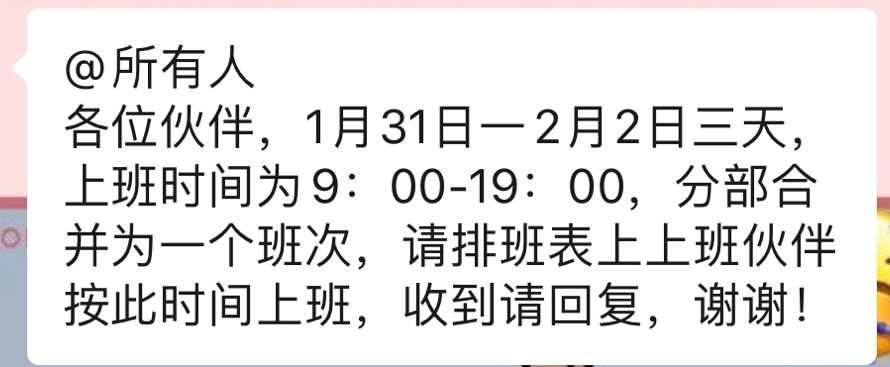 @所有人
各位伙伴，1月31日—2月2日三天，
上班时间为9：00-19：00，分部合
并为一个班次，请排班表上上班伙伴
按此时间上班，收到请回复，谢谢！